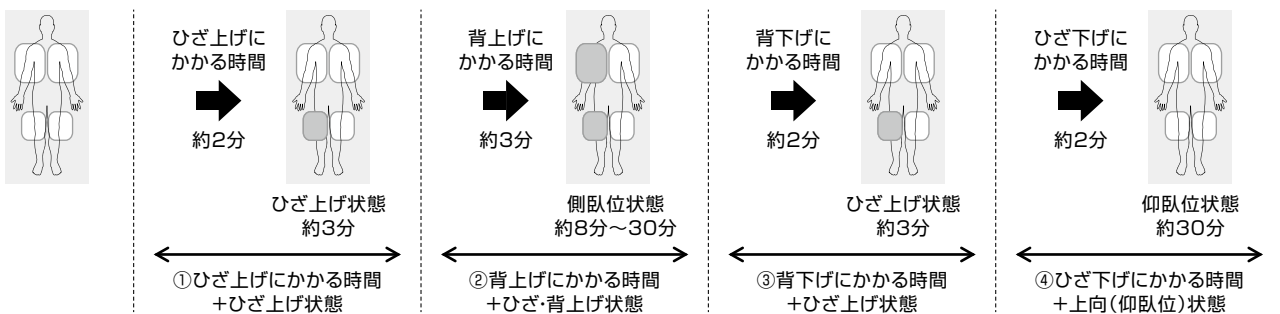 ひざ上げに
かかる時間
約2分
ひざ上げ状態
約3分
①ひざ上げにかかる時間
+ひざ上げ状態
背上げに
かかる時間
約3分
側臥位状態
約8分~30分
②背上げにかかる時間
+ひざ・背上げ状態
背下げに
かかる時間
約2分
ひざ上げ状態
約3分
③背下げにかかる時間
+ひざ上げ状態
ひざ下げに
かかる時間
約2分
仰臥位状態
約30分
④ひざ下げにかかる時間
+上向(仰臥位)状態